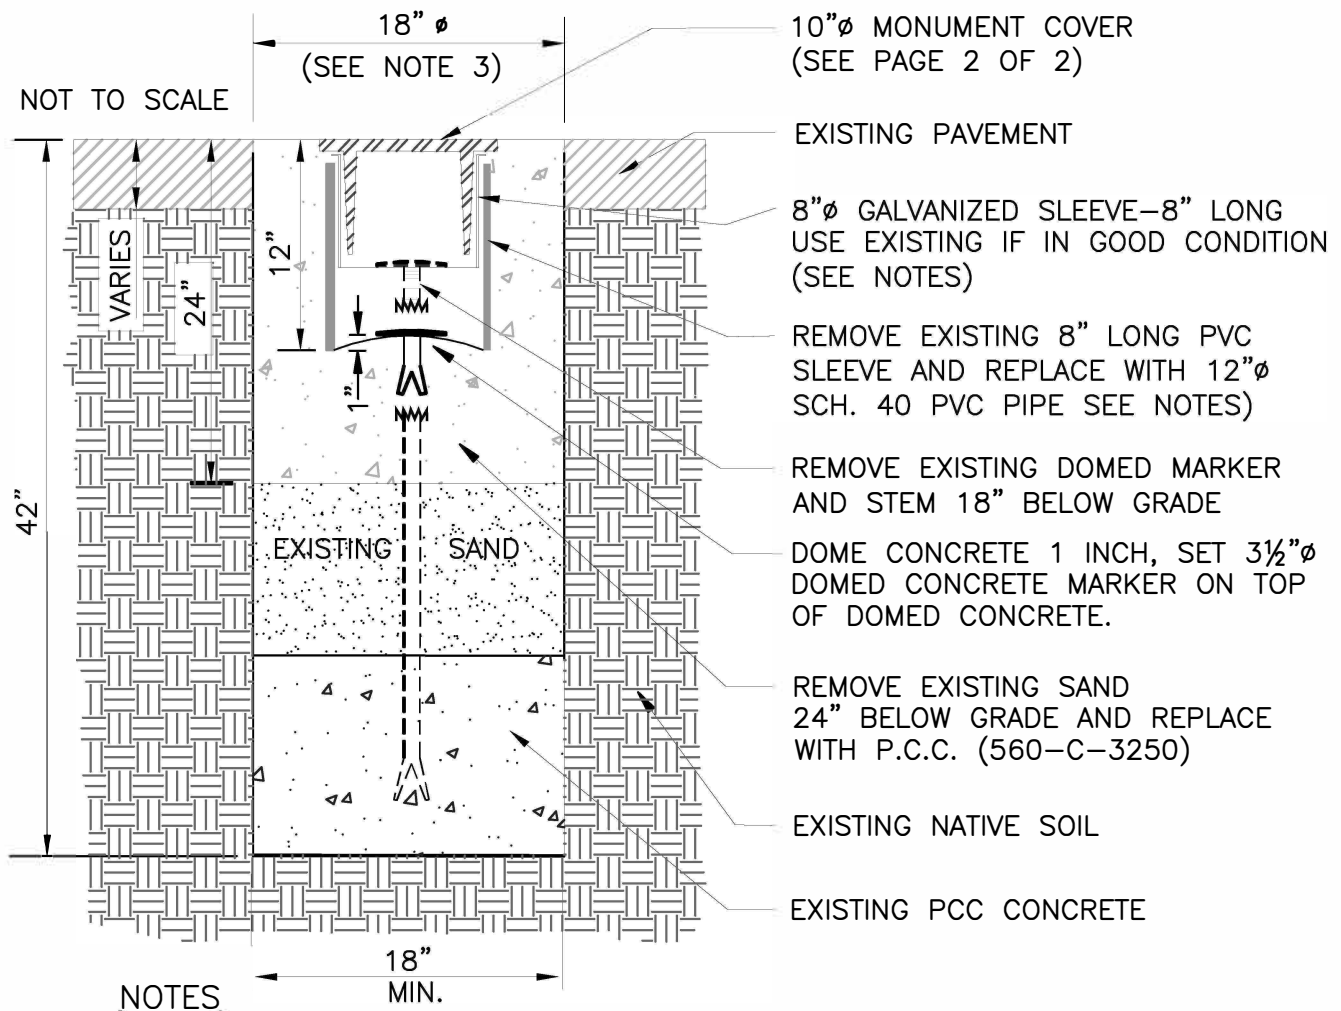 18"ø
(SEE NOTE 3)
NOT TO SCALE
10"ø MONUMENT COVER
(SEE PAGE 2 OF 2)
EXISTING PAVEMENT
8"ø GALVANIZED SLEEVE-8" LONG
USE EXISTING IF IN GOOD CONDITION
(SEE NOTES)
REMOVE EXISTING 8" LONG PVC
SLEEVE AND REPLACE WITH 12"ø
SCH. 40 PVC PIPE SEE NOTES)
REMOVE EXISTING DOMED MARKER
AND STEM 18" BELOW GRADE
DOME CONCRETE 1 INCH, SET 3½"ø
DOMED CONCRETE MARKER ON TOP
OF DOMED CONCRETE.
REMOVE EXISTING SAND
24" BELOW GRADE AND REPLACE
WITH P.C.C. (560-C-3250)
EXISTING NATIVE SOIL
EXISTING PCC CONCRETE
42"
VARIES
24"
12"
1"
EXISTING SAND
18"
MIN.
NOTES